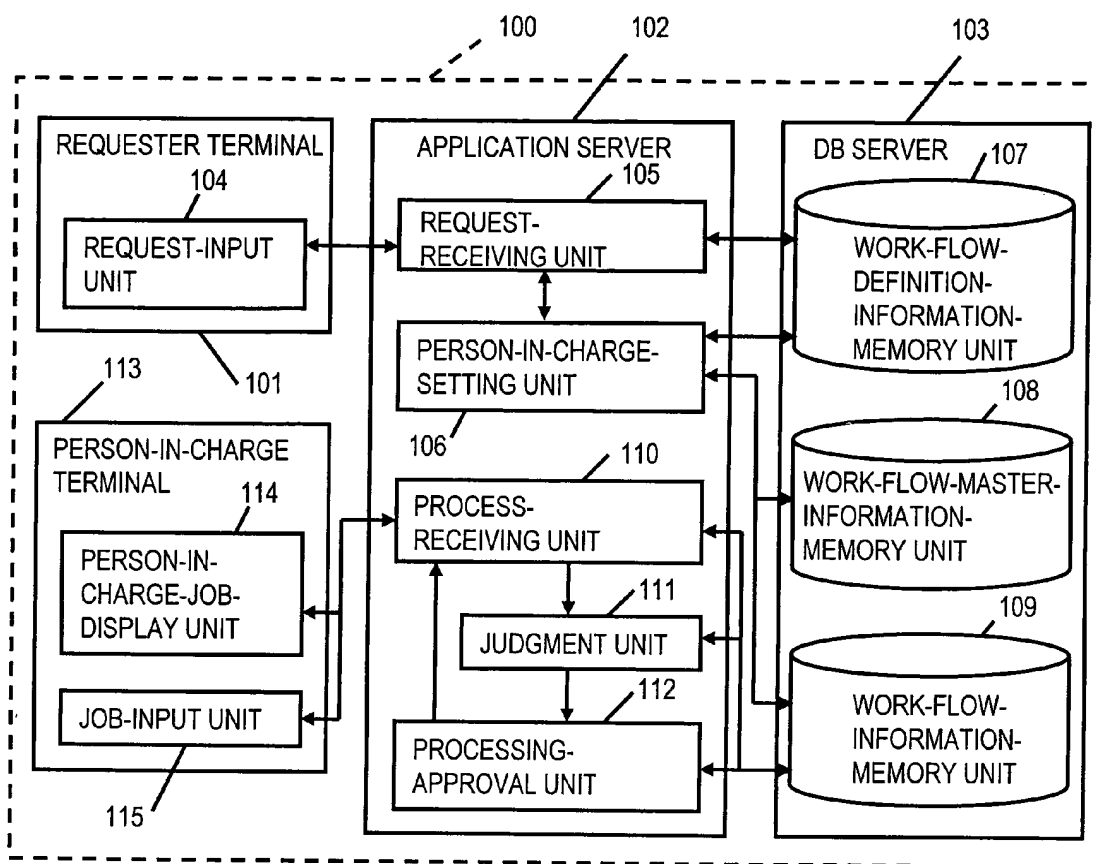 100
102
103
REQUESTER TERMINAL
104
REQUEST-INPUT
UNIT
101
APPLICATION SERVER
105
REQUEST-
RECEIVING UNIT
PERSON-IN-CHARGE-
SETTING UNIT
106
DB SERVER
107
WORK-FLOW-
DEFINITION-
INFORMATION-
MEMORY UNIT
113
PERSON-IN-CHARGE
TERMINAL
114
PERSON-IN-
CHARGE-JOB-
DISPLAY UNIT
JOB-INPUT UNIT
115
110
PROCESS-
RECEIVING UNIT
111
JUDGMENT UNIT
112
PROCESSING-
APPROVAL UNIT
108
WORK-FLOW-MASTER-
INFORMATION-
MEMORY UNIT
109
WORK-FLOW-
INFORMATION-
MEMORY UNIT